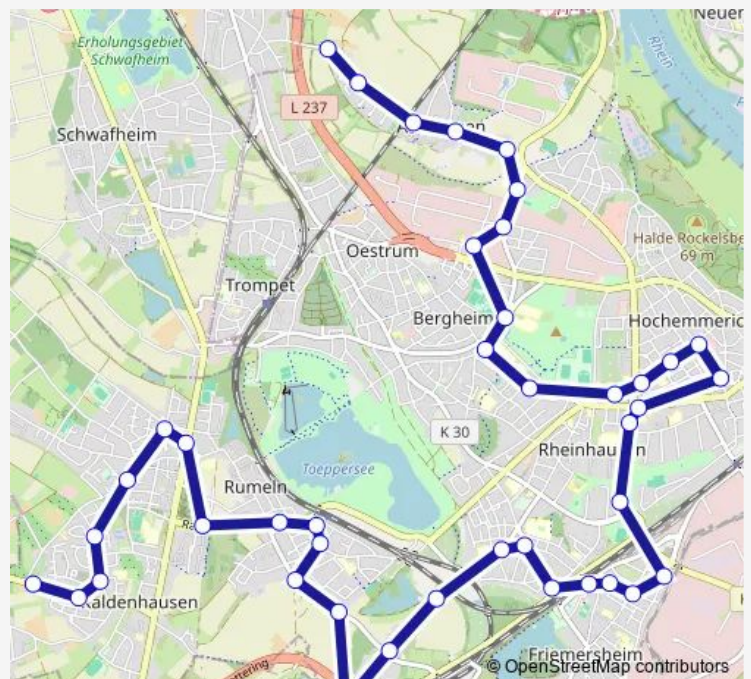 Erholungsgebiet
Schwafheim
Neuer
Rhein
L 237
Schwafheim
Oestrum
Halde Rockelsbe
69 m
Trompet
Bergheim
Hochemmeric
K 30
Rheinhau n
Toeppersee
Rumeln
Kaldenhausen
Friemersheim
© OpenStreetMap contributors